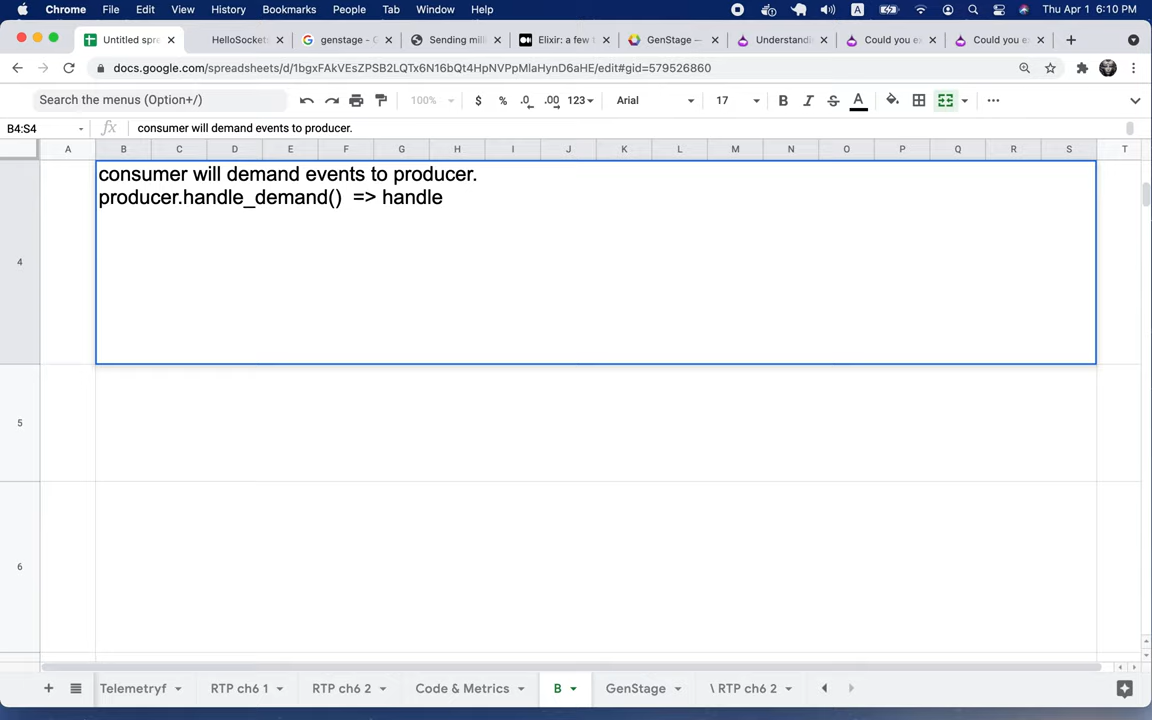 Chrome File Edit View History Bookmarks People Tab Window Help A Thu Apr 1 6:10 PM
Untitled spre HelloSocket genstage - G Sending mill Elixir: a few t GenStage — Understandi Could you ex Could you ex
docs.google.com/spreadsheets/d/1bgxFAkVEsZPSB2LQTx6N16bQt4HpNVPpMlaHynD6aHE/edit#gid=579526860
Search the menus (Option+/) 100% $ % .0 .00 123 Arial 17 B I S A
B4:S4 fx consumer will demand events to producer.
A B C D E F G H I J K L M N O P Q R S T
consumer will demand events to producer.
producer.handle_demand() => handle
4
5
6
Telemetryf RTP ch6 1 RTP ch6 2 Code & Metrics B GenStage \ RTP ch6 2